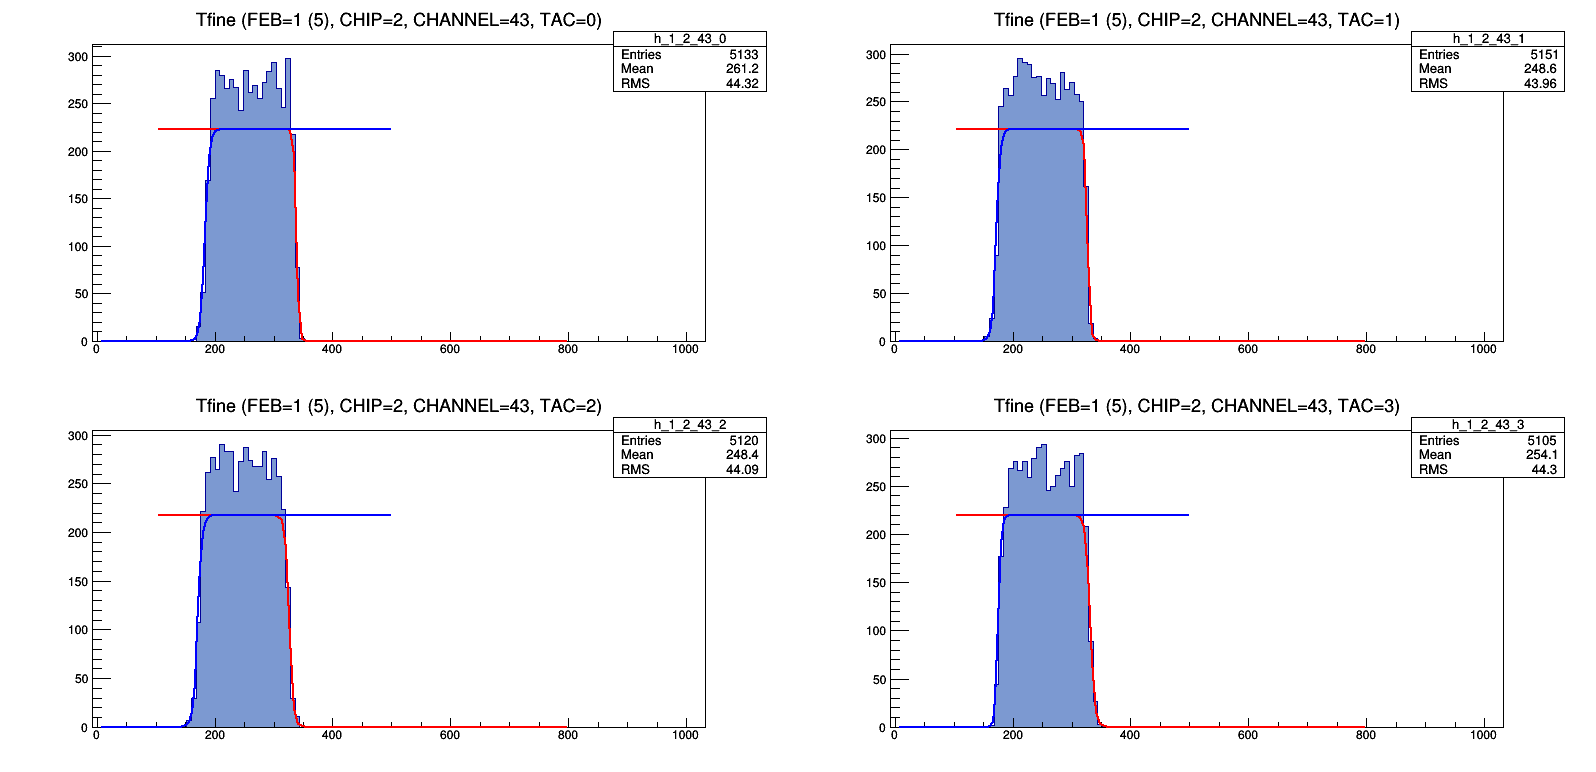 Tfine (FEB=1 (5), CHIP=2, CHANNEL=43, TAC=0)
h_1_2_43_0
Entries 5133
Mean 261.2
RMS 44.32
300
250
200
150
100
50
0
0 200 400 600 800 1000
Tfine (FEB=1 (5), CHIP=2, CHANNEL=43, TAC=1)
h_1_2_43_1
Entries 5151
Mean 248.6
RMS 43.96
300
250
200
150
100
50
0
0 200 400 600 800 1000
Tfine (FEB=1 (5), CHIP=2, CHANNEL=43, TAC=2)
h_1_2_43_2
Entries 5120
Mean 248.4
RMS 44.09
300
250
200
150
100
50
0
0 200 400 600 800 1000
Tfine (FEB=1 (5), CHIP=2, CHANNEL=43, TAC=3)
h_1_2_43_3
Entries 5105
Mean 254.1
RMS 44.3
300
250
200
150
100
50
0
0 200 400 600 800 1000